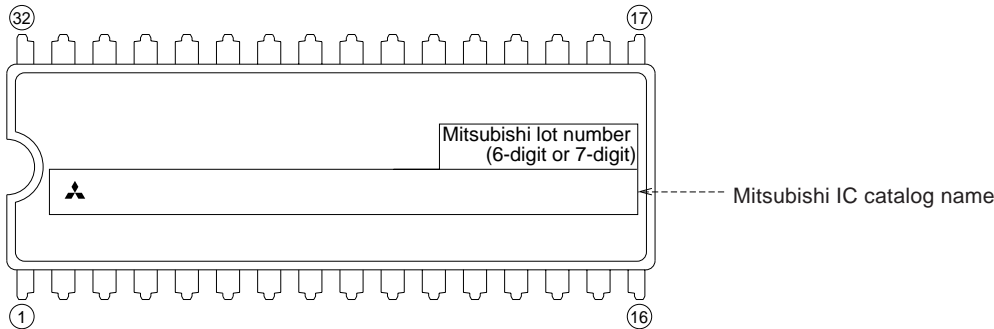 32 17
Mitsubishi lot number
(6-digit or 7-digit)
Mitsubishi IC catalog name
1 16